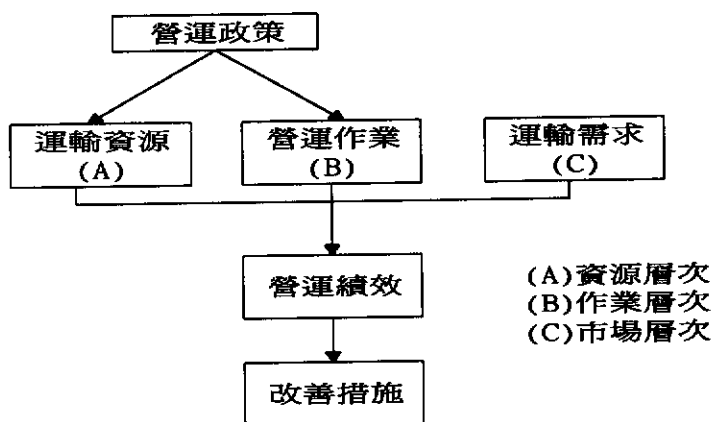 營運政策
運輸資源
(A)
營運作業
(B)
運輸需求
(C)
營運績效
(A)資源層次
(B)作業層次
(C)市場層次
改善措施